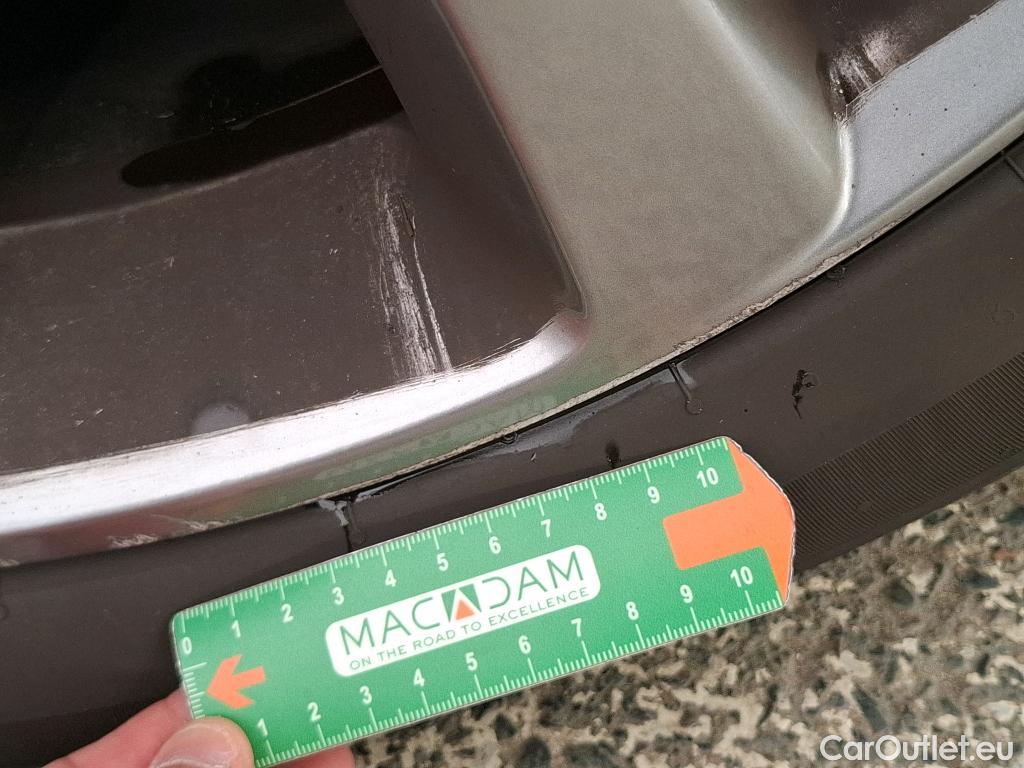 0 1 2 3 4 5 6 7 8 9 10
MACADAM
ON THE ROAD TO EXCELLENCE
1 2 3 4 5 6 7 8 9 10
CarOutlet.eu